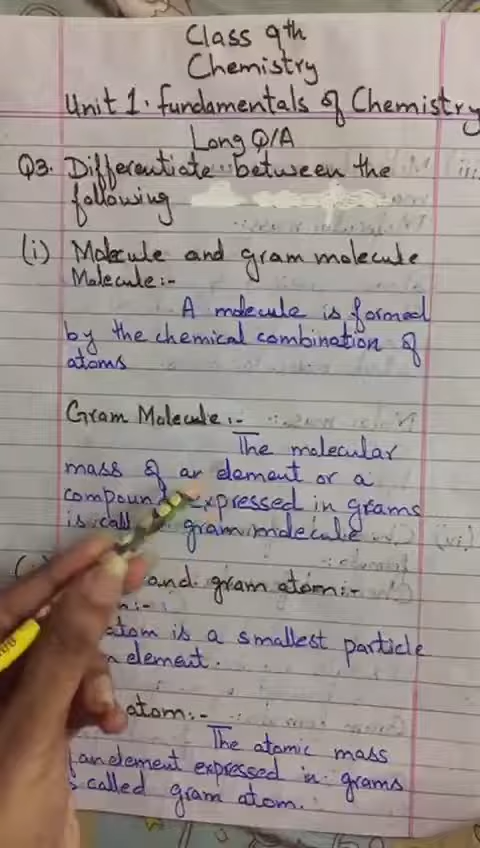 Class 9th
Chemistry
Unit 1. Fundamentals of Chemistry
Long Q/A
Q3. Differentiate between the
following
(i) Molecule and gram molecule
Molecule:-
A molecule is formed
by the chemical combination of
atoms
Gram Molecule:-
The molecular
mass of an element or a
compound expressed in grams
is gram molecule
and gram atom:-
atom is a smallest particle
element.
atom:-
The atomic mass
an element expressed in grams
called gram atom.